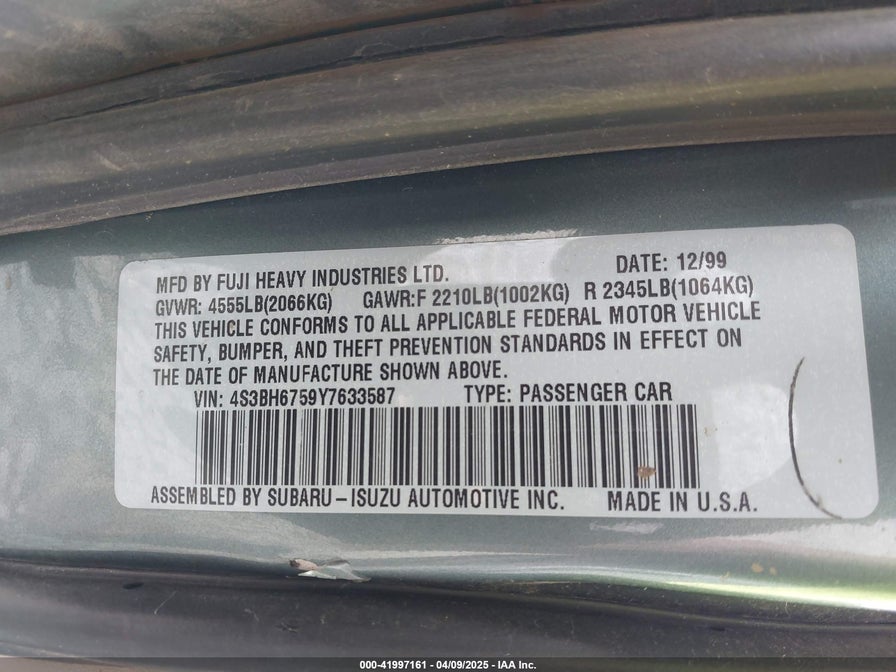 MFD BY FUJI HEAVY INDUSTRIES LTD. DATE: 12/99
GVWR: 4555LB(2066KG) GAWR:F 2210LB(1002KG) R 2345LB(1064KG)
THIS VEHICLE CONFORMS TO ALL APPLICABLE FEDERAL MOTOR VEHICLE
SAFETY, BUMPER, AND THEFT PREVENTION STANDARDS IN EFFECT ON
THE DATE OF MANUFACTURE SHOWN ABOVE.
VIN: 4S3BH6759Y7633587 TYPE: PASSENGER CAR
ASSEMBLED BY SUBARU-ISUZU AUTOMOTIVE INC. MADE IN U.S.A.
000-41997161 | 04/09/2025 - IAA Inc.